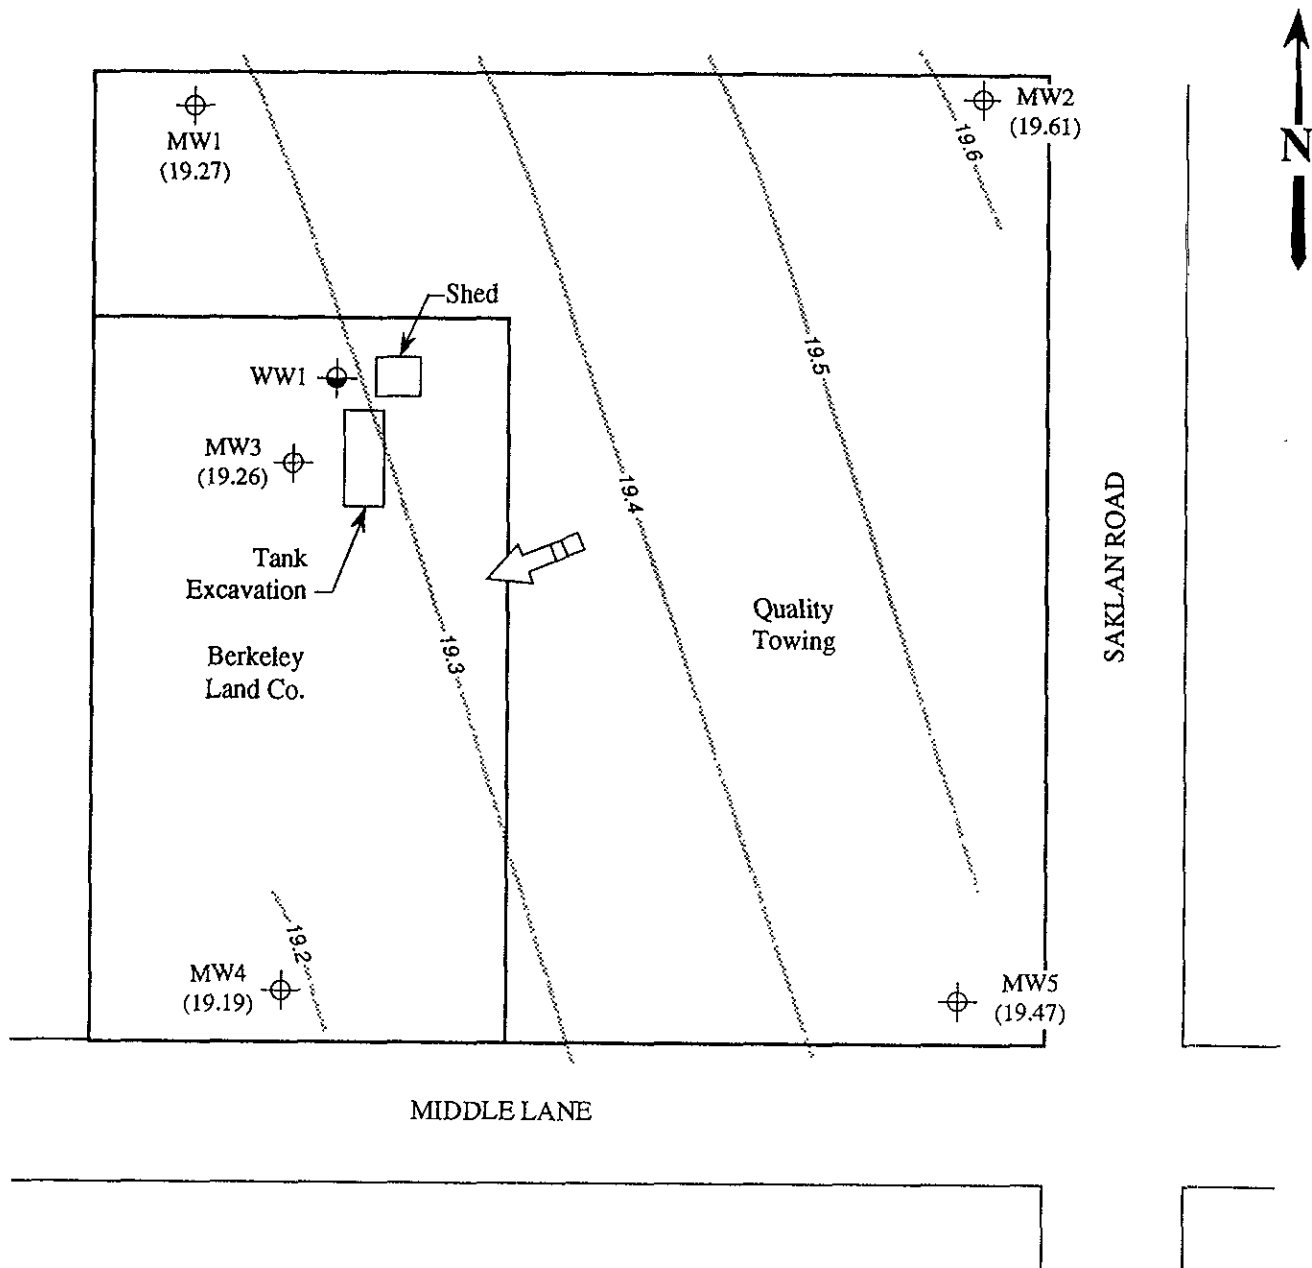 MW1
(19.27)
MW2
(19.61)
19.6
N
Shed
19.5
WW1
MW3
(19.26)
19.4
Tank
Excavation
SAKLAN ROAD
Quality
Towing
19.3
Berkeley
Land Co.
19.2
MW4
(19.19)
MW5
(19.47)
MIDDLE LANE